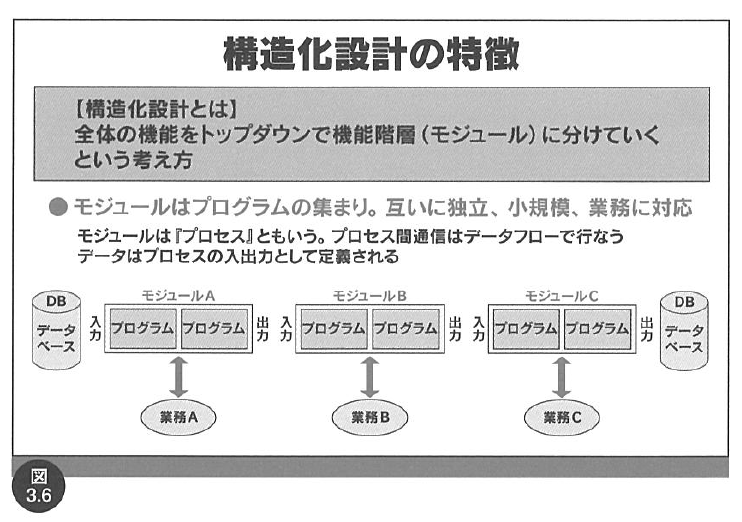 構造化設計の特徴
【構造化設計とは】
全体の機能をトップダウンで機能階層(モジュール)に分けていく
という考え方
●モジュールはプログラムの集まり。互いに独立、小規模、業務に対応
モジュールは『プロセス』ともいう。プロセス間通信はデータフローで行なう
データはプロセスの入出力として定義される
DB
データ
ベース
入力
モジュールA
プログラム プログラム
出力
入力
モジュールB
プログラム プログラム
出力
入力
モジュールC
プログラム プログラム
出力
DB
データ
ベース
業務A
業務B
業務C
図
3.6